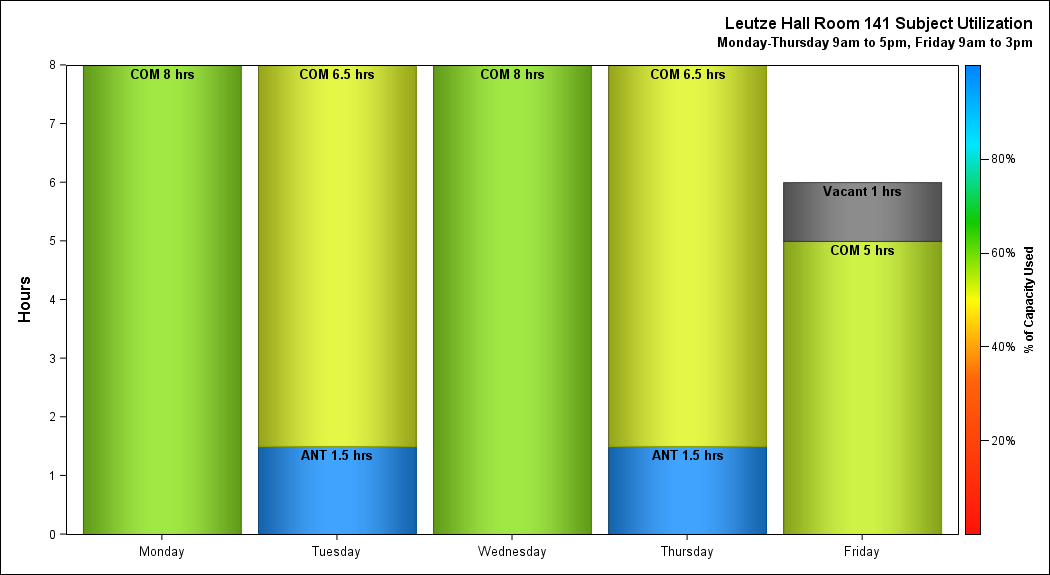 Leutze Hall Room 141 Subject Utilization
Monday-Thursday 9am to 5pm, Friday 9am to 3pm
Hours
8
7
6
5
4
3
2
1
0
COM 8 hrs
COM 6.5 hrs
ANT 1.5 hrs
COM 8 hrs
COM 6.5 hrs
ANT 1.5 hrs
Vacant 1 hrs
COM 5 hrs
Monday
Tuesday
Wednesday
Thursday
Friday
80%
60%
40%
20%
% of Capacity Used